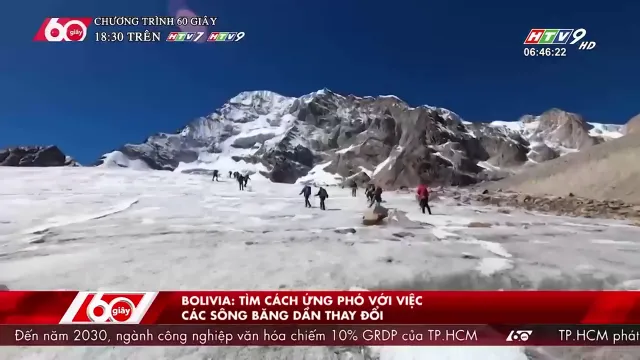 60 giây
CHƯƠNG TRÌNH 60 GIÂY
18:30 TRÊN HTV7 HTV9
HTV9 HD
06:46:22
60 giây
BOLIVIA: TÌM CÁCH ỨNG PHÓ VỚI VIỆC
CÁC SÔNG BĂNG DẦN THAY ĐỔI
Đến năm 2030, ngành công nghiệp văn hóa chiếm 10% GRDP của TP.HCM 60 giây TP.HCM phát